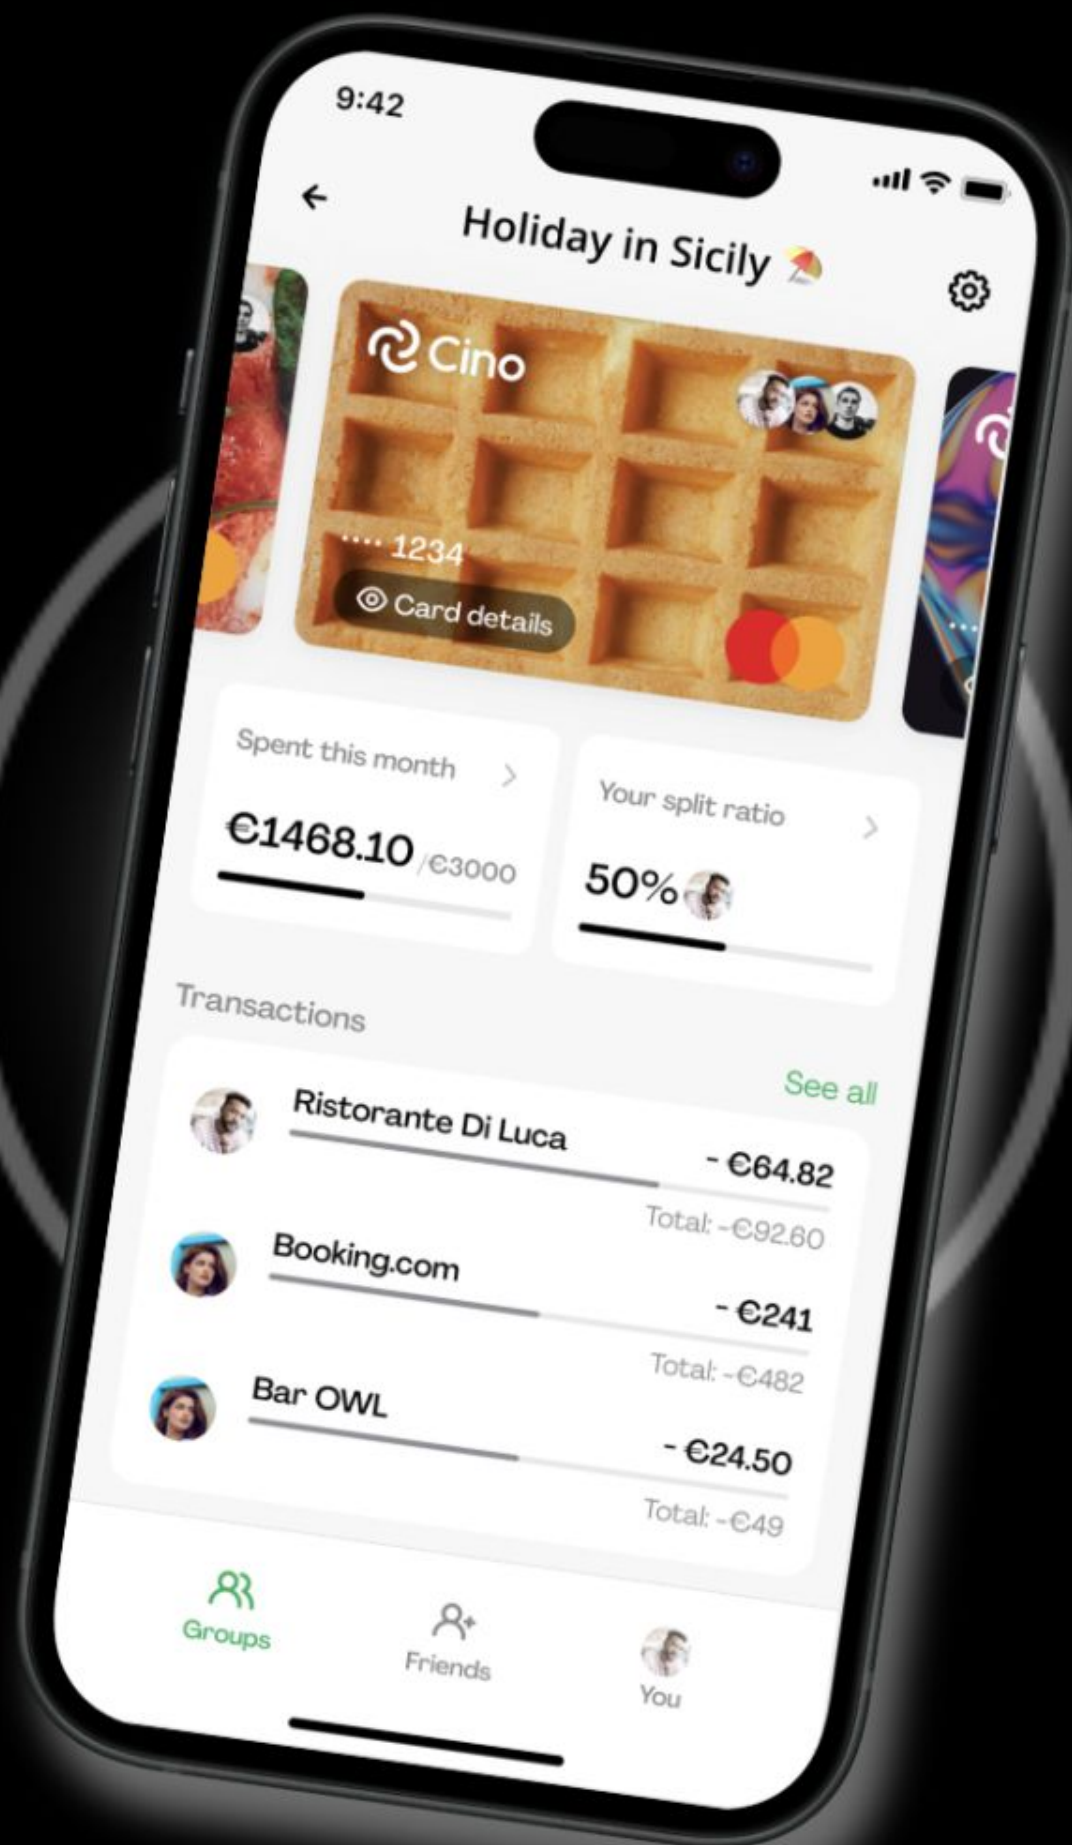 9:42
Holiday in Sicily
Cino
.... 1234
Card details
Spent this month
€1468.10 /€3000
Your split ratio
50%
Transactions
See all
Ristorante Di Luca
- €64.82
Total: -€92.60
Booking.com
- €241
Total: -€482
Bar OWL
- €24.50
Total: -€49
Groups
Friends
You